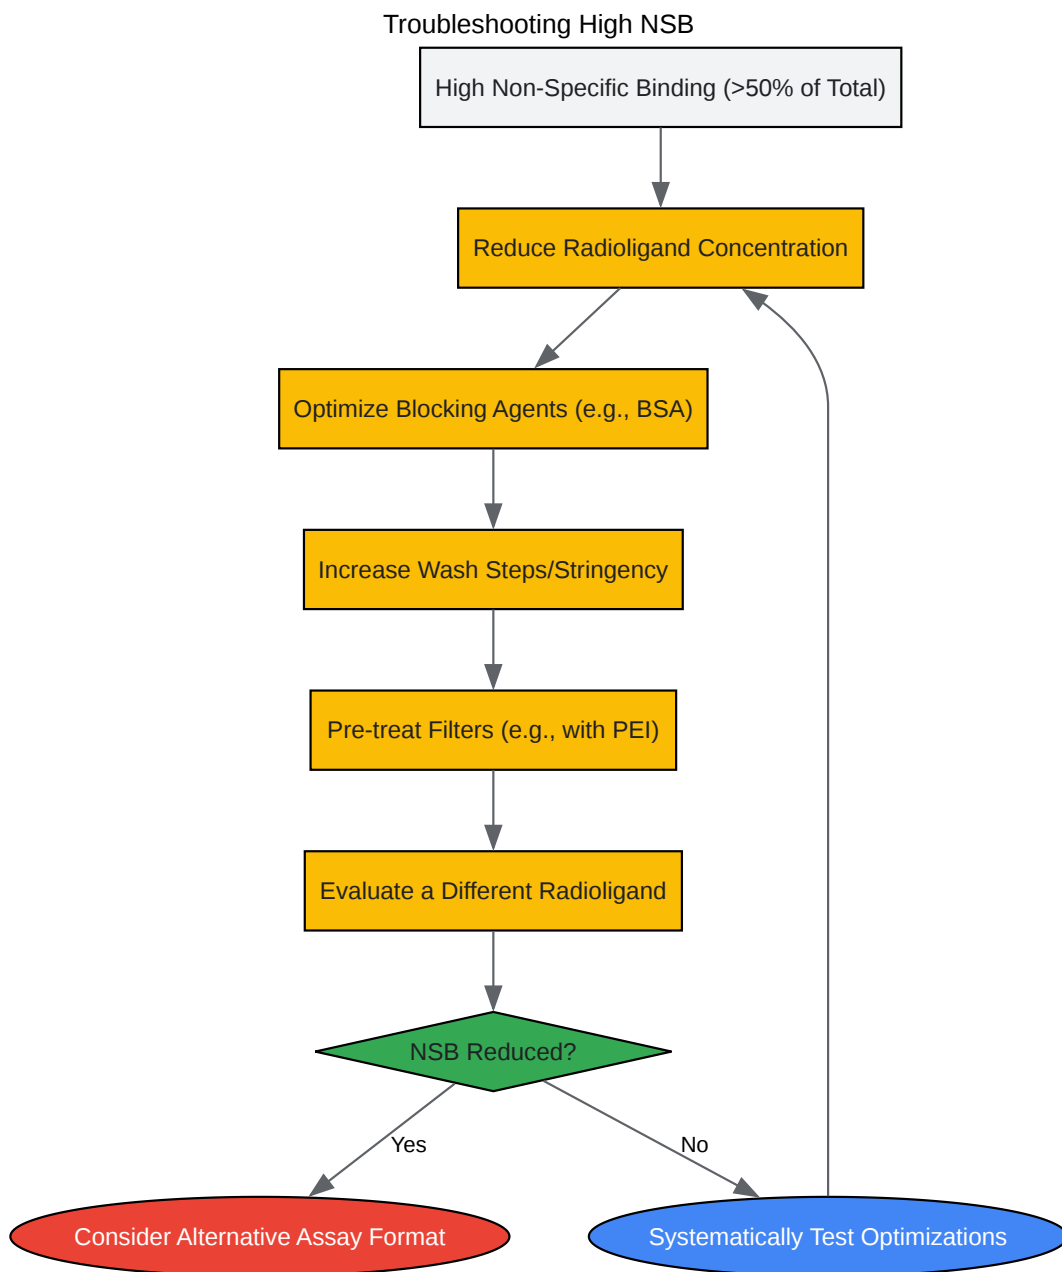 Troubleshooting High NSB
High Non-Specific Binding (>50% of Total)
Reduce Radioligand Concentration
Optimize Blocking Agents (e.g., BSA)
Increase Wash Steps/Stringency
Pre-treat Filters (e.g., with PEI)
Evaluate a Different Radioligand
NSB Reduced?
Yes
No
Consider Alternative Assay Format
Systematically Test Optimizations